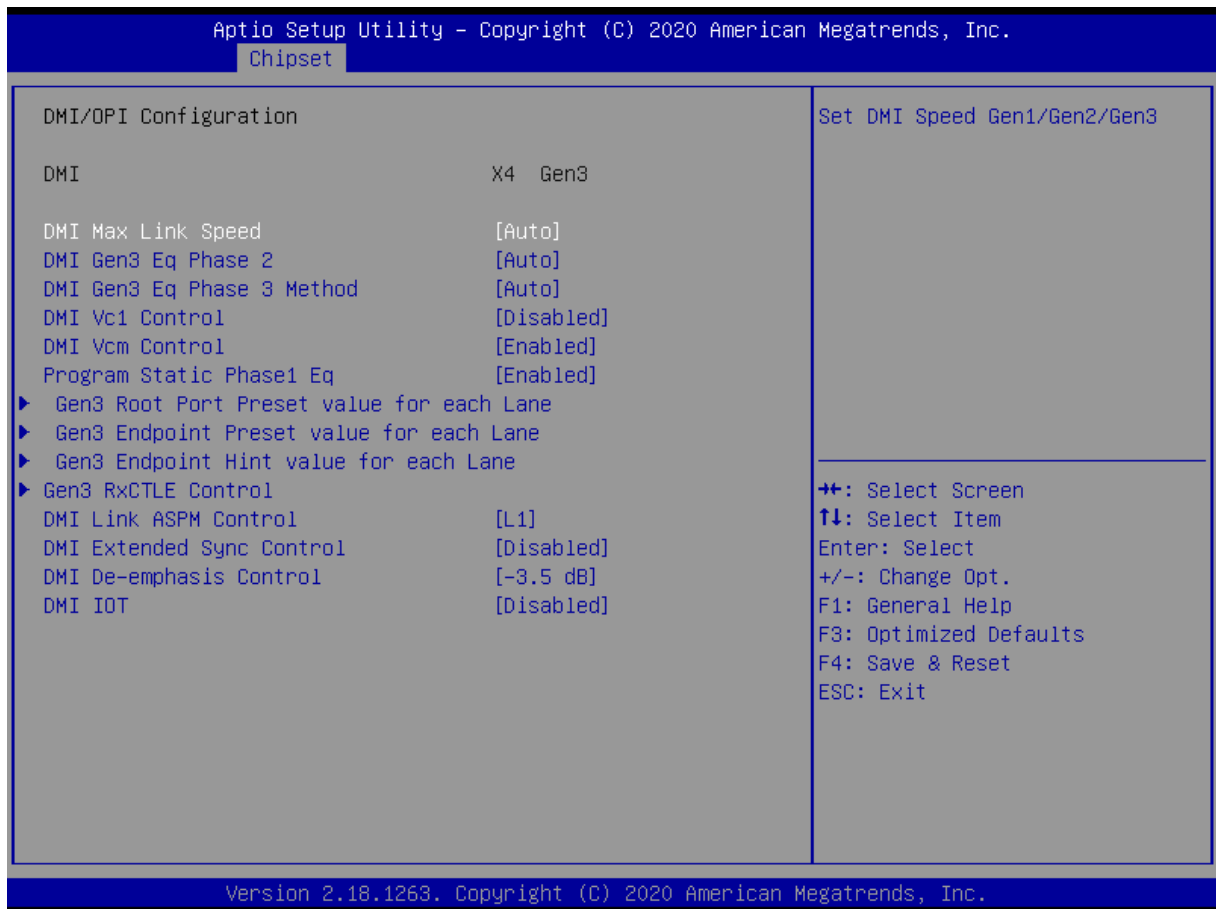 Aptio Setup Utility – Copyright (C) 2020 American Megatrends, Inc.
Chipset
DMI/OPI Configuration
DMI X4 Gen3
DMI Max Link Speed [Auto]
DMI Gen3 Eq Phase 2 [Auto]
DMI Gen3 Eq Phase 3 Method [Auto]
DMI Vc1 Control [Disabled]
DMI Vcm Control [Enabled]
Program Static Phase1 Eq [Enabled]
Gen3 Root Port Preset value for each Lane
Gen3 Endpoint Preset value for each Lane
Gen3 Endpoint Hint value for each Lane
Gen3 RxCTLE Control
DMI Link ASPM Control [L1]
DMI Extended Sync Control [Disabled]
DMI De-emphasis Control [-3.5 dB]
DMI IOT [Disabled]
Set DMI Speed Gen1/Gen2/Gen3
→←: Select Screen
↑↓: Select Item
Enter: Select
+/-: Change Opt.
F1: General Help
F3: Optimized Defaults
F4: Save & Reset
ESC: Exit
Version 2.18.1263. Copyright (C) 2020 American Megatrends, Inc.